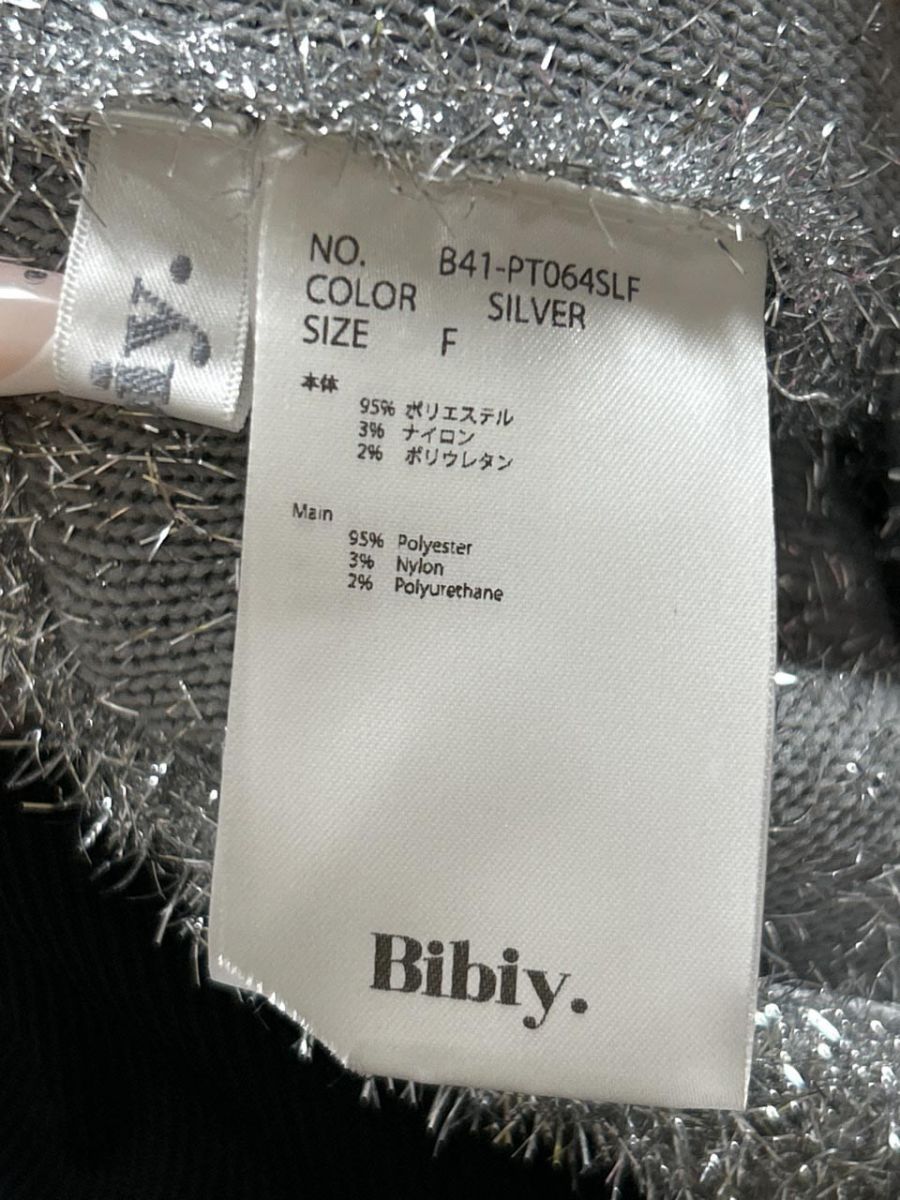 NO. B41-PT064SLF
COLOR SILVER
SIZE F
本体
95% ポリエステル
3% ナイロン
2% ポリウレタン
Main
95% Polyester
3% Nylon
2% Polyurethane
Bibiy.
iy.